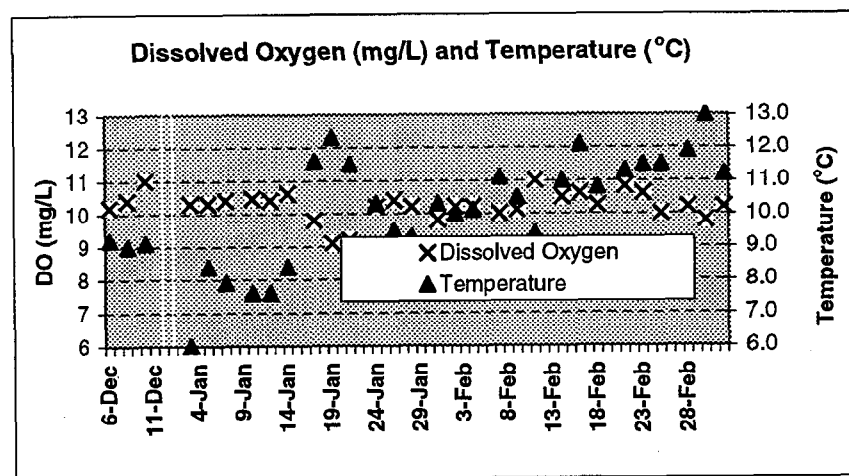 Dissolved Oxygen (mg/L) and Temperature (°C)
DO (mg/L)
13
12
11
10
9
8
7
6
13.0
12.0
11.0
10.0
9.0
8.0
7.0
6.0
Temperature (°C)
Dissolved Oxygen
Temperature
6-Dec
11-Dec
4-Jan
9-Jan
14-Jan
19-Jan
24-Jan
29-Jan
3-Feb
8-Feb
13-Feb
18-Feb
23-Feb
28-Feb